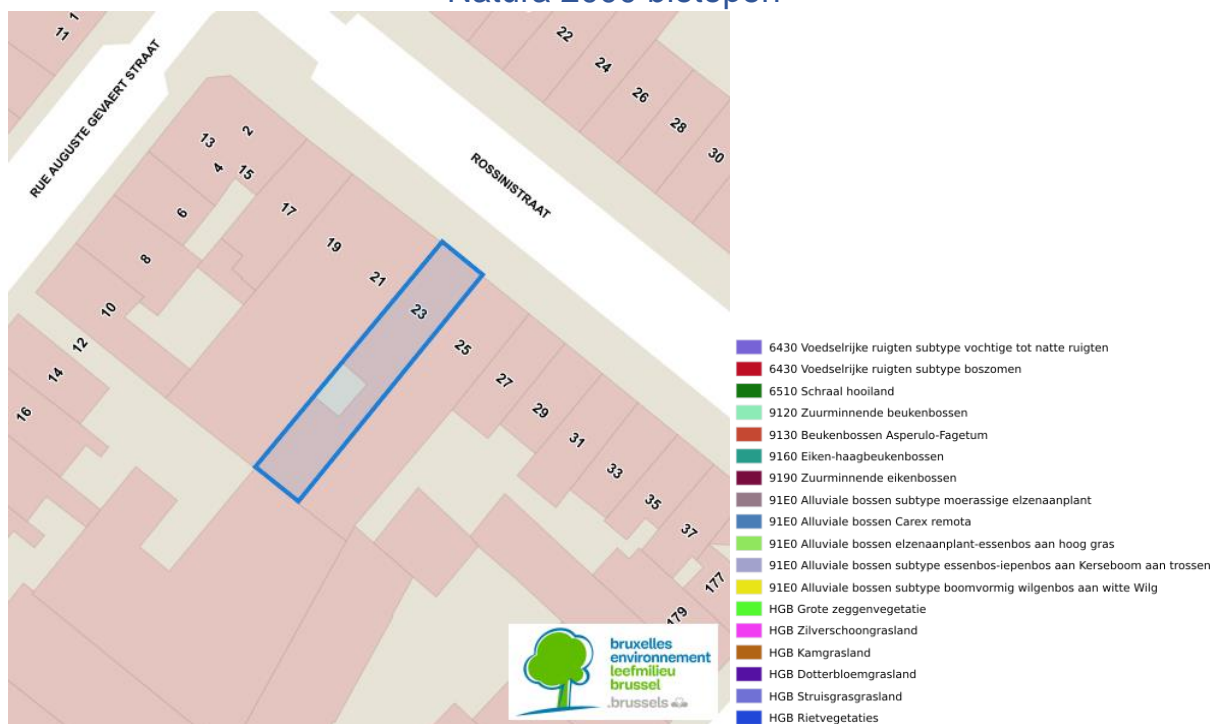 Natura 2000 biotopen
1
11
22
24
26
28
30
RUE AUGUSTE GEVAERT STRAAT
ROSSINISTRAAT
13
2
4
15
6
17
8
19
21
10
23
12
25
14
27
16
29
31
33
35
37
177
179
bruxelles
environnement
leefmilieu
brussel
.brussels
6430 Voedselrijke ruigten subtype vochtige tot natte ruigten
6430 Voedselrijke ruigten subtype boszomen
6510 Schraal hooiland
9120 Zuurminnende beukenbossen
9130 Beukenbossen Asperulo-Fagetum
9160 Eiken-haagbeukenbossen
9190 Zuurminnende eikenbossen
91E0 Alluviale bossen subtype moerassige elzenaanplant
91E0 Alluviale bossen Carex remota
91E0 Alluviale bossen elzenaanplant-essenbos aan hoog gras
91E0 Alluviale bossen subtype essenbos-iepenbos aan Kerseboom aan trossen
91E0 Alluviale bossen subtype boomvormig wilgenbos aan witte Wilg
HGB Grote zeggenvegetatie
HGB Zilverschoongrasland
HGB Kamgrasland
HGB Dotterbloemgrasland
HGB Struisgrasgrasland
HGB Rietvegetaties